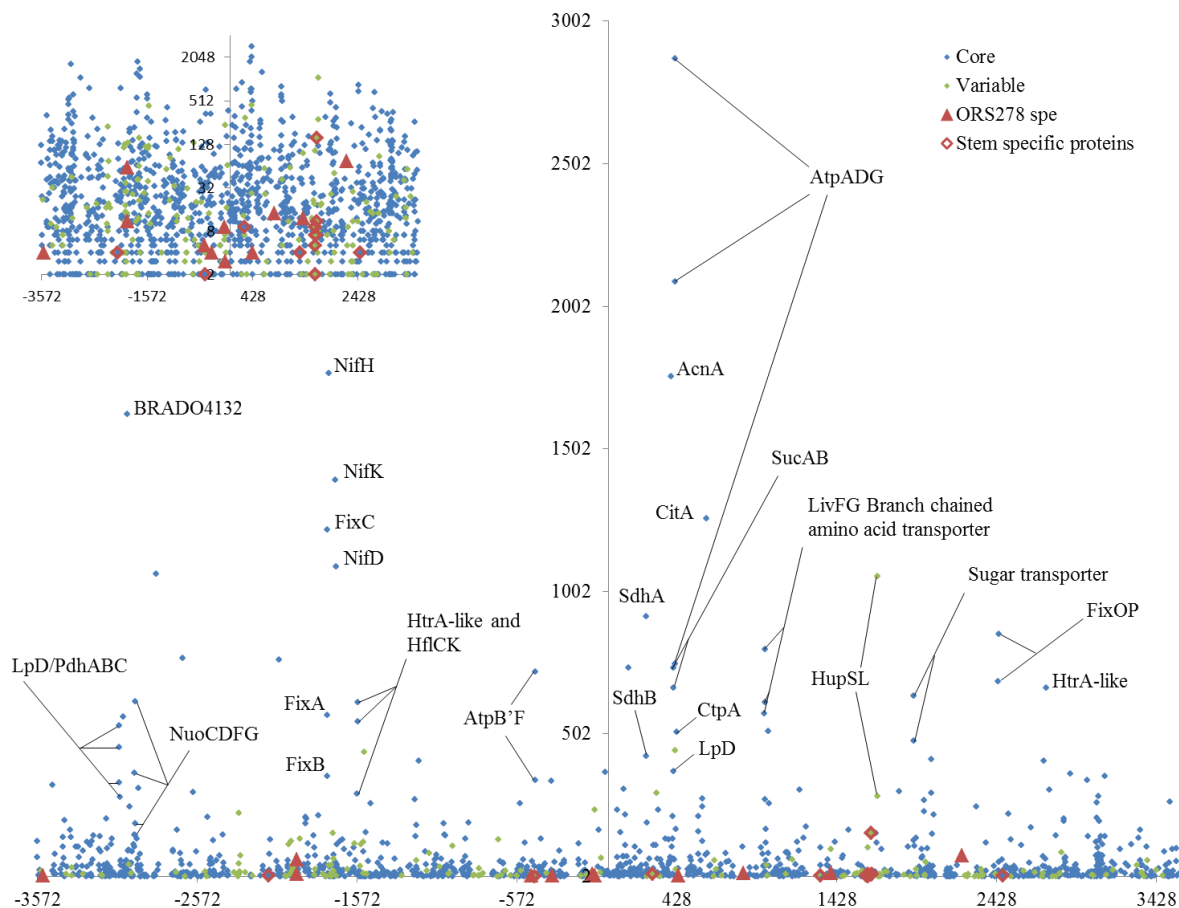 3002
2502
2002
1502
1002
502
2
2048
512
128
32
8
2
-3572
-1572
428
2428
Core
Variable
ORS278 spe
Stem specific proteins
AtpADG
NifH
AcnA
BRADO4132
SucAB
NifK
LivFG Branch chained
amino acid transporter
CitA
FixC
NifD
Sugar transporter
SdhA
FixOP
HtrA-like and
HflCK
LpD/PdhABC
HupSL
HtrA-like
SdhB
FixA
CtpA
AtpB'F
NuoCDFG
LpD
FixB
-3572
-2572
-1572
-572
428
1428
2428
3428